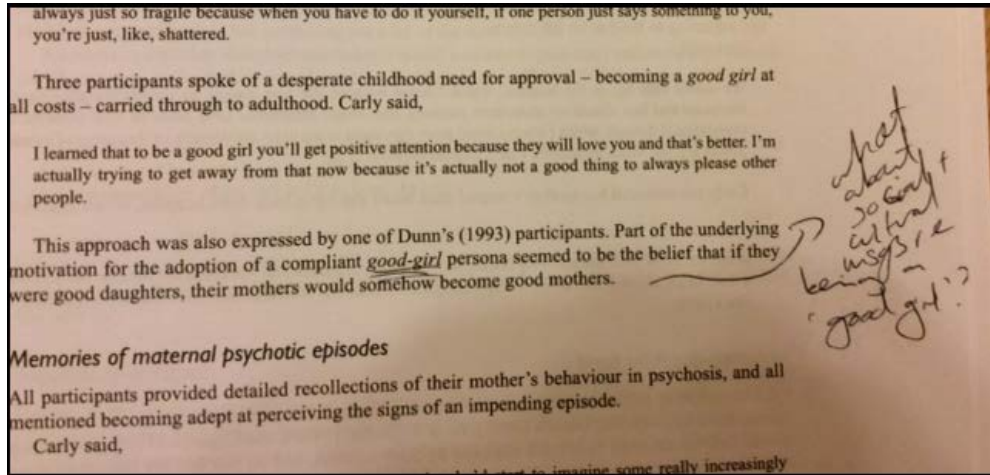 always just so fragile because when you have to do it yourself, if one person just says something to you,
you're just, like, shattered.
Three participants spoke of a desperate childhood need for approval – becoming a good girl at
all costs – carried through to adulthood. Carly said,
I learned that to be a good girl you'll get positive attention because they will love you and that's better. I'm
actually trying to get away from that now because it's actually not a good thing to always please other
people.
This approach was also expressed by one of Dunn's (1993) participants. Part of the underlying
motivation for the adoption of a compliant good-girl persona seemed to be the belief that if they
were good daughters, their mothers would somehow become good mothers.
Memories of maternal psychotic episodes
All participants provided detailed recollections of their mother's behaviour in psychosis, and all
mentioned becoming adept at perceiving the signs of an impending episode.
Carly said,
to imagine some really increasingly
what
about
social +
cultural
msgs re
being a
'good girl'?